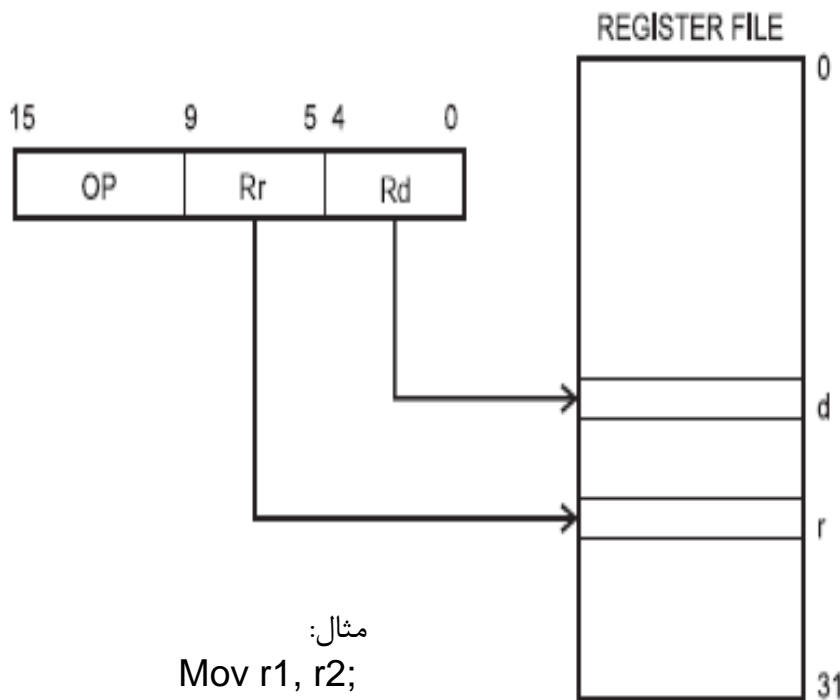 REGISTER FILE
0
15 9 5 4 0
OP Rr Rd
d
r
مثال:
Mov r1, r2;
31